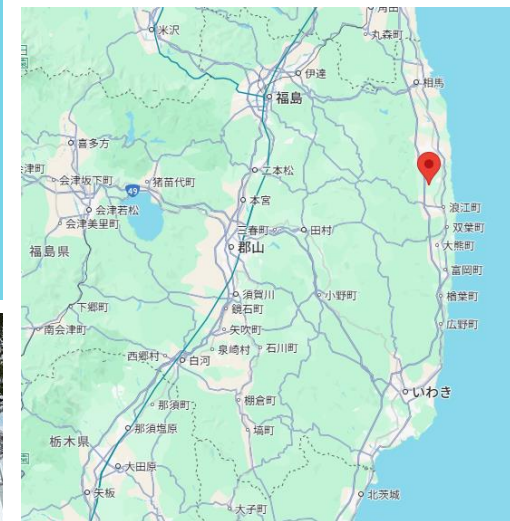 米沢
角田
丸森町
伊達
相馬
福島
喜多方
二本松
浪江町
会津坂下町
猪苗代町
49
本宮
双葉町
会津若松
三春町
田村
大熊町
会津美里町
郡山
福島県
富岡町
須賀川
小野町
楢葉町
下郷町
鏡石町
広野町
矢吹町
南会津町
西郷村
泉崎村
石川町
白河
いわき
那須町
棚倉町
那須塩原
塙町
栃木県
大田原
矢板
北茨城
大子町